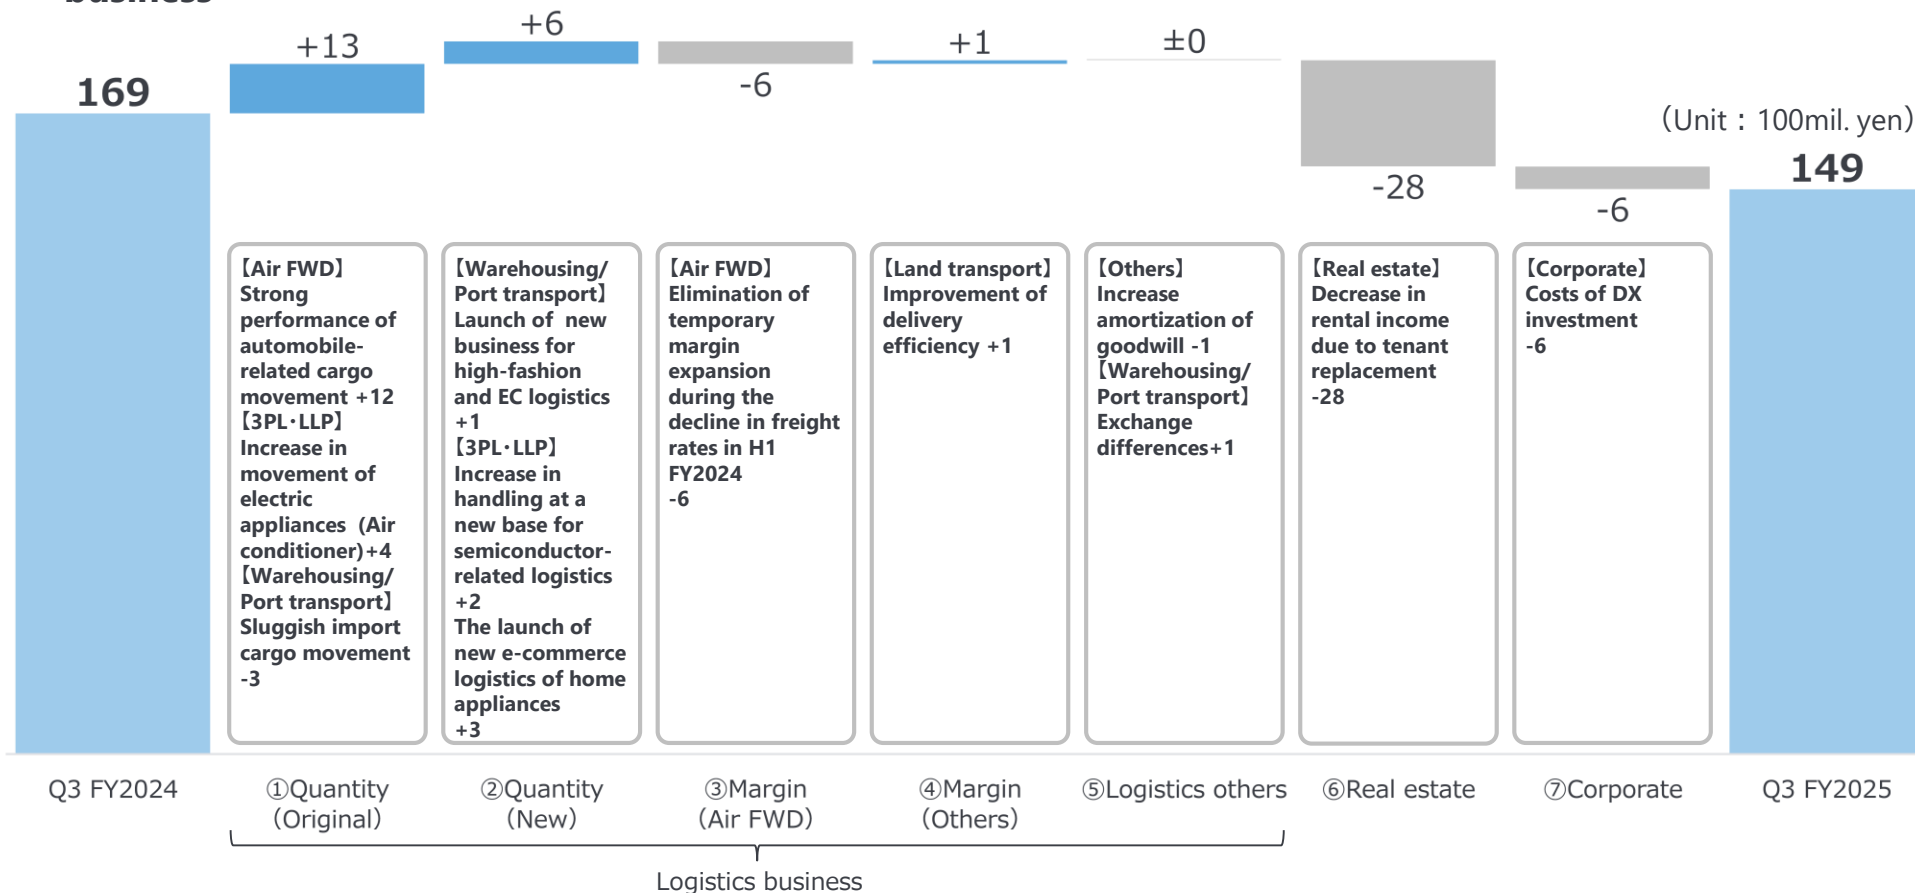 business
+13
+6
-6
+1
±0
-28
-6
169
149
（Unit：100mil. yen）
【Air FWD】
Strong
performance of
automobile-
related cargo
movement +12
【3PL･LLP】
Increase in
movement of
electric
appliances (Air
conditioner)+4
【Warehousing/
Port transport】
Sluggish import
cargo movement
-3
【Warehousing/
Port transport】
Launch of new
business for
high-fashion
and EC logistics
+1
【3PL･LLP】
Increase in
handling at a
new base for
semiconductor-
related logistics
+2
The launch of
new e-commerce
logistics of home
appliances
+3
【Air FWD】
Elimination of
temporary
margin
expansion
during the
decline in freight
rates in H1
FY2024
-6
【Land transport】
Improvement of
delivery
efficiency +1
【Others】
Increase
amortization of
goodwill -1
【Warehousing/
Port transport】
Exchange
differences+1
【Real estate】
Decrease in
rental income
due to tenant
replacement
-28
【Corporate】
Costs of DX
investment
-6
Q3 FY2024
①Quantity
(Original)
②Quantity
(New)
③Margin
(Air FWD)
④Margin
(Others)
⑤Logistics others
⑥Real estate
⑦Corporate
Q3 FY2025
Logistics business